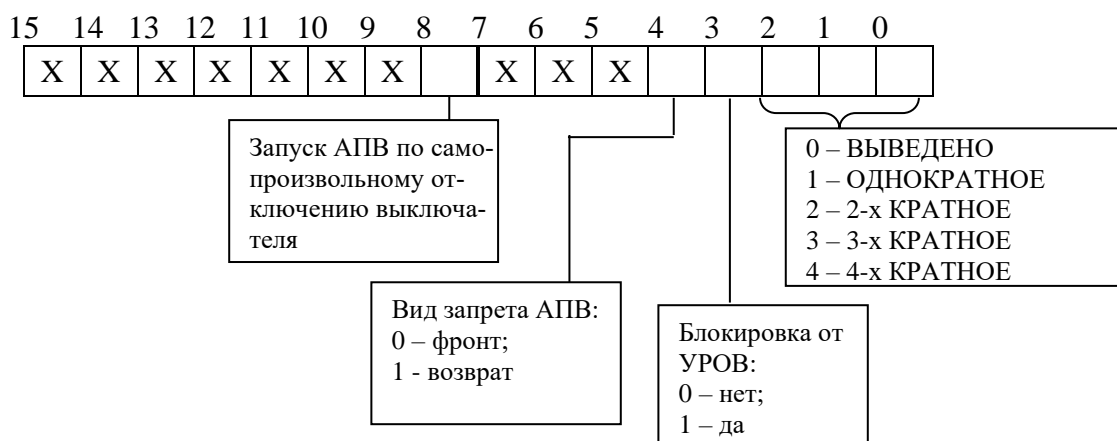 15 14 13 12 11 10 9 8 7 6 5 4 3 2 1 0
X X X X X X X X X X
Запуск АПВ по само-
произвольному от-
ключению выключа-
теля
0 – ВЫВЕДЕНО
1 – ОДНОКРАТНОЕ
2 – 2-х КРАТНОЕ
3 – 3-х КРАТНОЕ
4 – 4-х КРАТНОЕ
Вид запрета АПВ:
0 – фронт;
1 - возврат
Блокировка от
УРОВ:
0 – нет;
1 – да